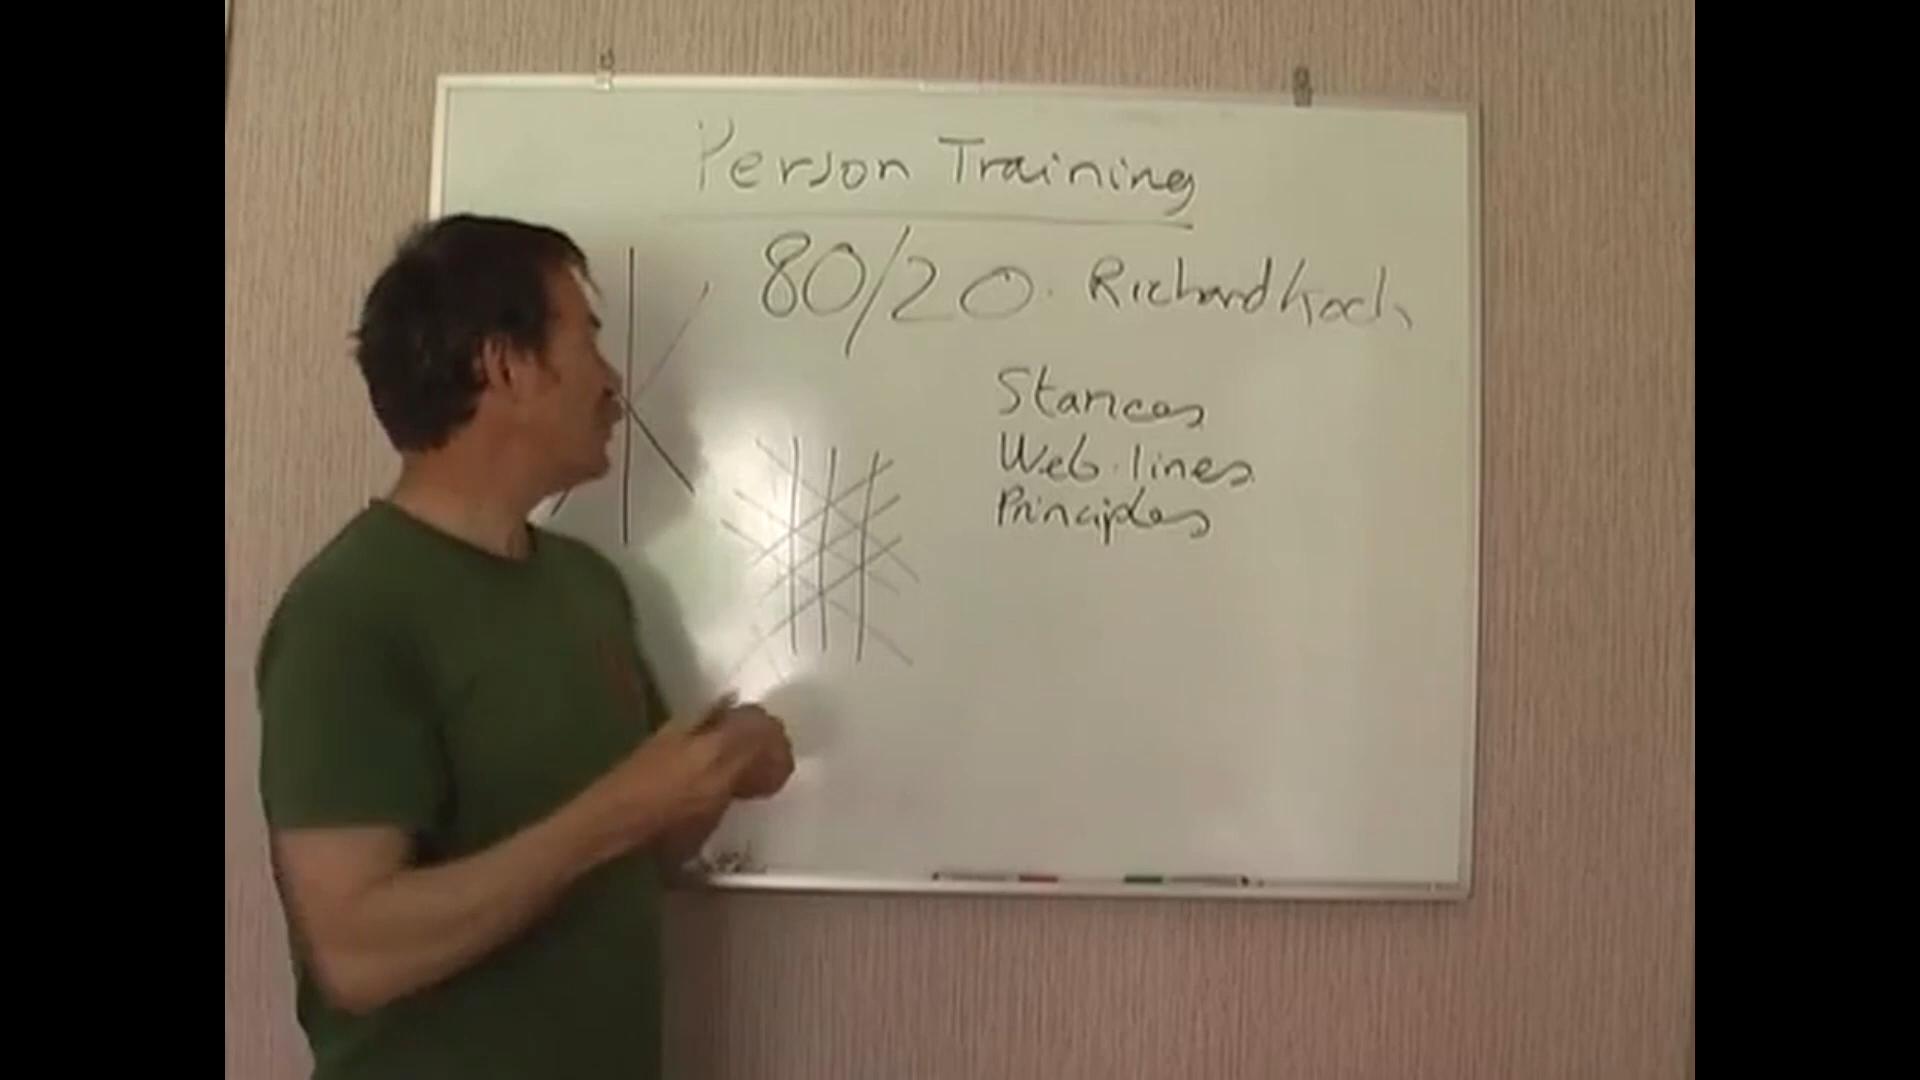 Person Training
80/20. Richard Koch
Stances
Web lines
Principles